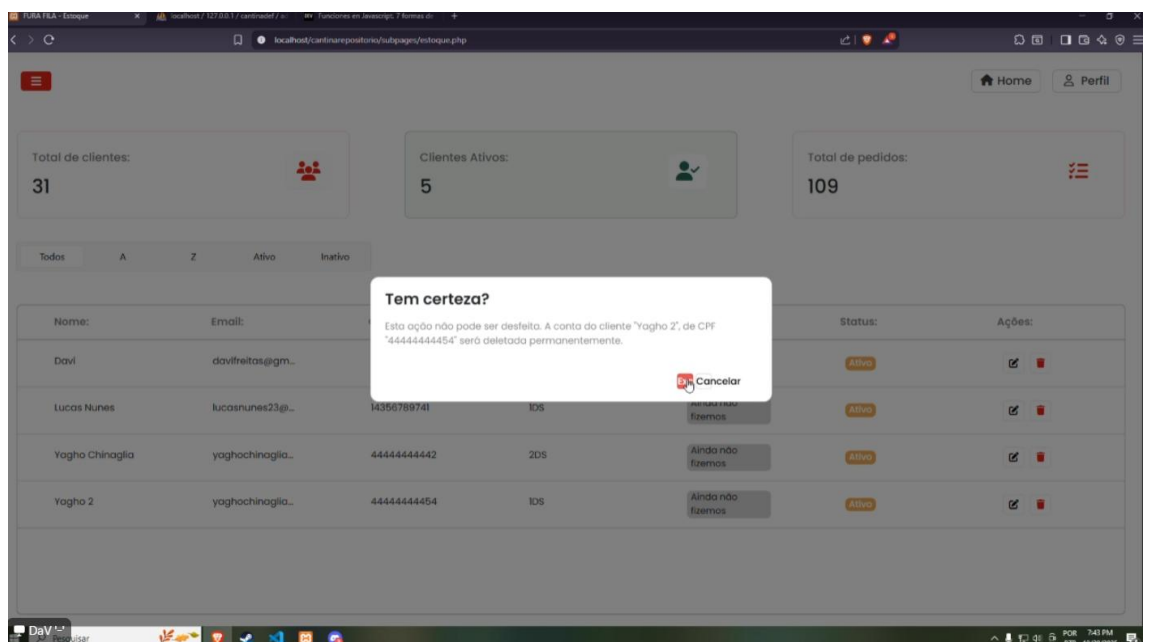 FURA FILA - Estoque
localhost / 127.0.0.1 / cantinadef /
Funciones en Javascript: 7 formas de
localhost/cantinarepositorio/subpages/estoque.php
Home
Perfil
Total de clientes:
31
Clientes Ativos:
5
Total de pedidos:
109
Todos A Z Ativo Inativo
Tem certeza?
Esta ação não pode ser desfeita. A conta do cliente "Yagho 2", de CPF
"44444444454" será deletada permanentemente.
Cancelar
Nome: Email: Status: Ações:
Davi davifreitas@gm... Ativo
Lucas Nunes lucasnunes23@... 14356789741 1DS Ainda não
fizemos
Ativo
Yagho Chinaglia yaghochinaglia... 44444444442 2DS Ainda não
fizemos
Ativo
Yagho 2 yaghochinaglia... 44444444454 1DS Ainda não
fizemos
Ativo
DaV '-'
Pesquisar
POR 7:43 PM